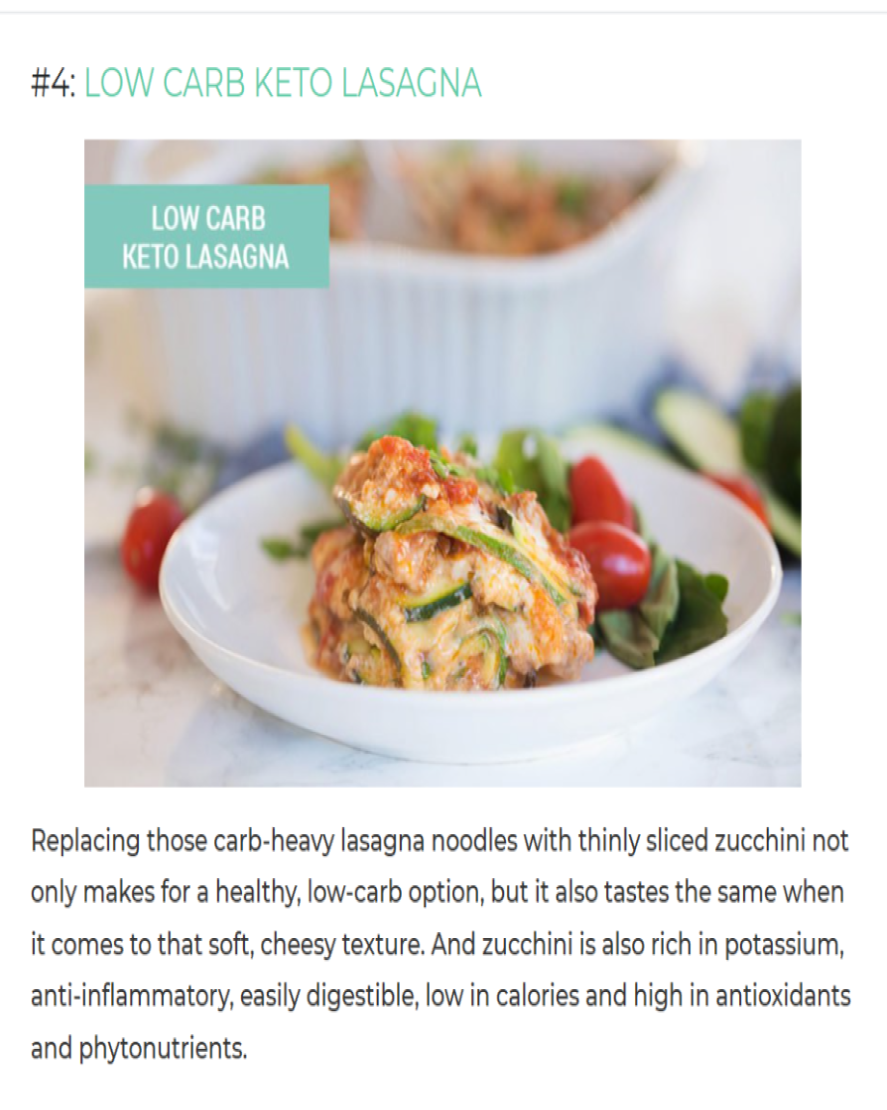 #4: LOW CARB KETO LASAGNA
LOW CARB
KETO LASAGNA
Replacing those carb-heavy lasagna noodles with thinly sliced zucchini not
only makes for a healthy, low-carb option, but it also tastes the same when
it comes to that soft, cheesy texture. And zucchini is also rich in potassium,
anti-inflammatory, easily digestible, low in calories and high in antioxidants
and phytonutrients.